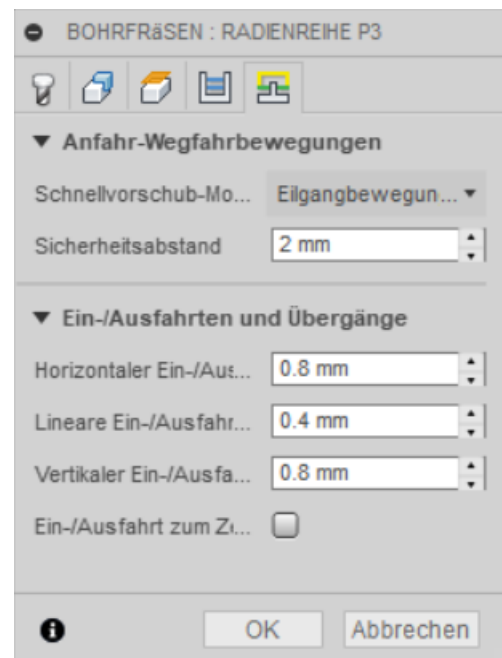 BOHRFRäSEN : RADIENREIHE P3
Anfahr-Wegfahrbewegungen
Schnellvorschub-Mo... Eilgangbewegun...
Sicherheitsabstand 2 mm
Ein-/Ausfahrten und Übergänge
Horizontaler Ein-/Aus... 0.8 mm
Lineare Ein-/Ausfahr... 0.4 mm
Vertikaler Ein-/Ausfa... 0.8 mm
Ein-/Ausfahrt zum Ze...
OK Abbrechen